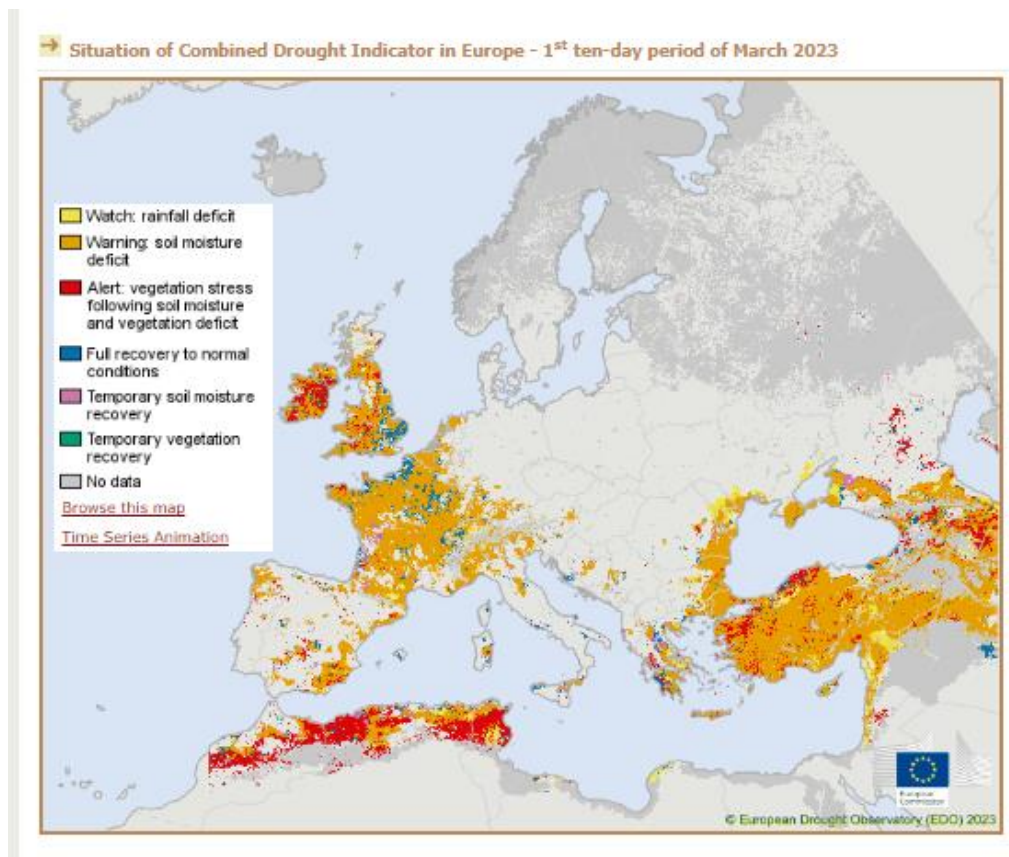 Situation of Combined Drought Indicator in Europe - 1st ten-day period of March 2023
Watch: rainfall deficit
Warning: soil moisture
deficit
Alert: vegetation stress
following soil moisture
and vegetation deficit
Full recovery to normal
conditions
Temporary soil moisture
recovery
Temporary vegetation
recovery
No data
Browse this map
Time Series Animation
European
Commission
© European Drought Observatory (EDO) 2023